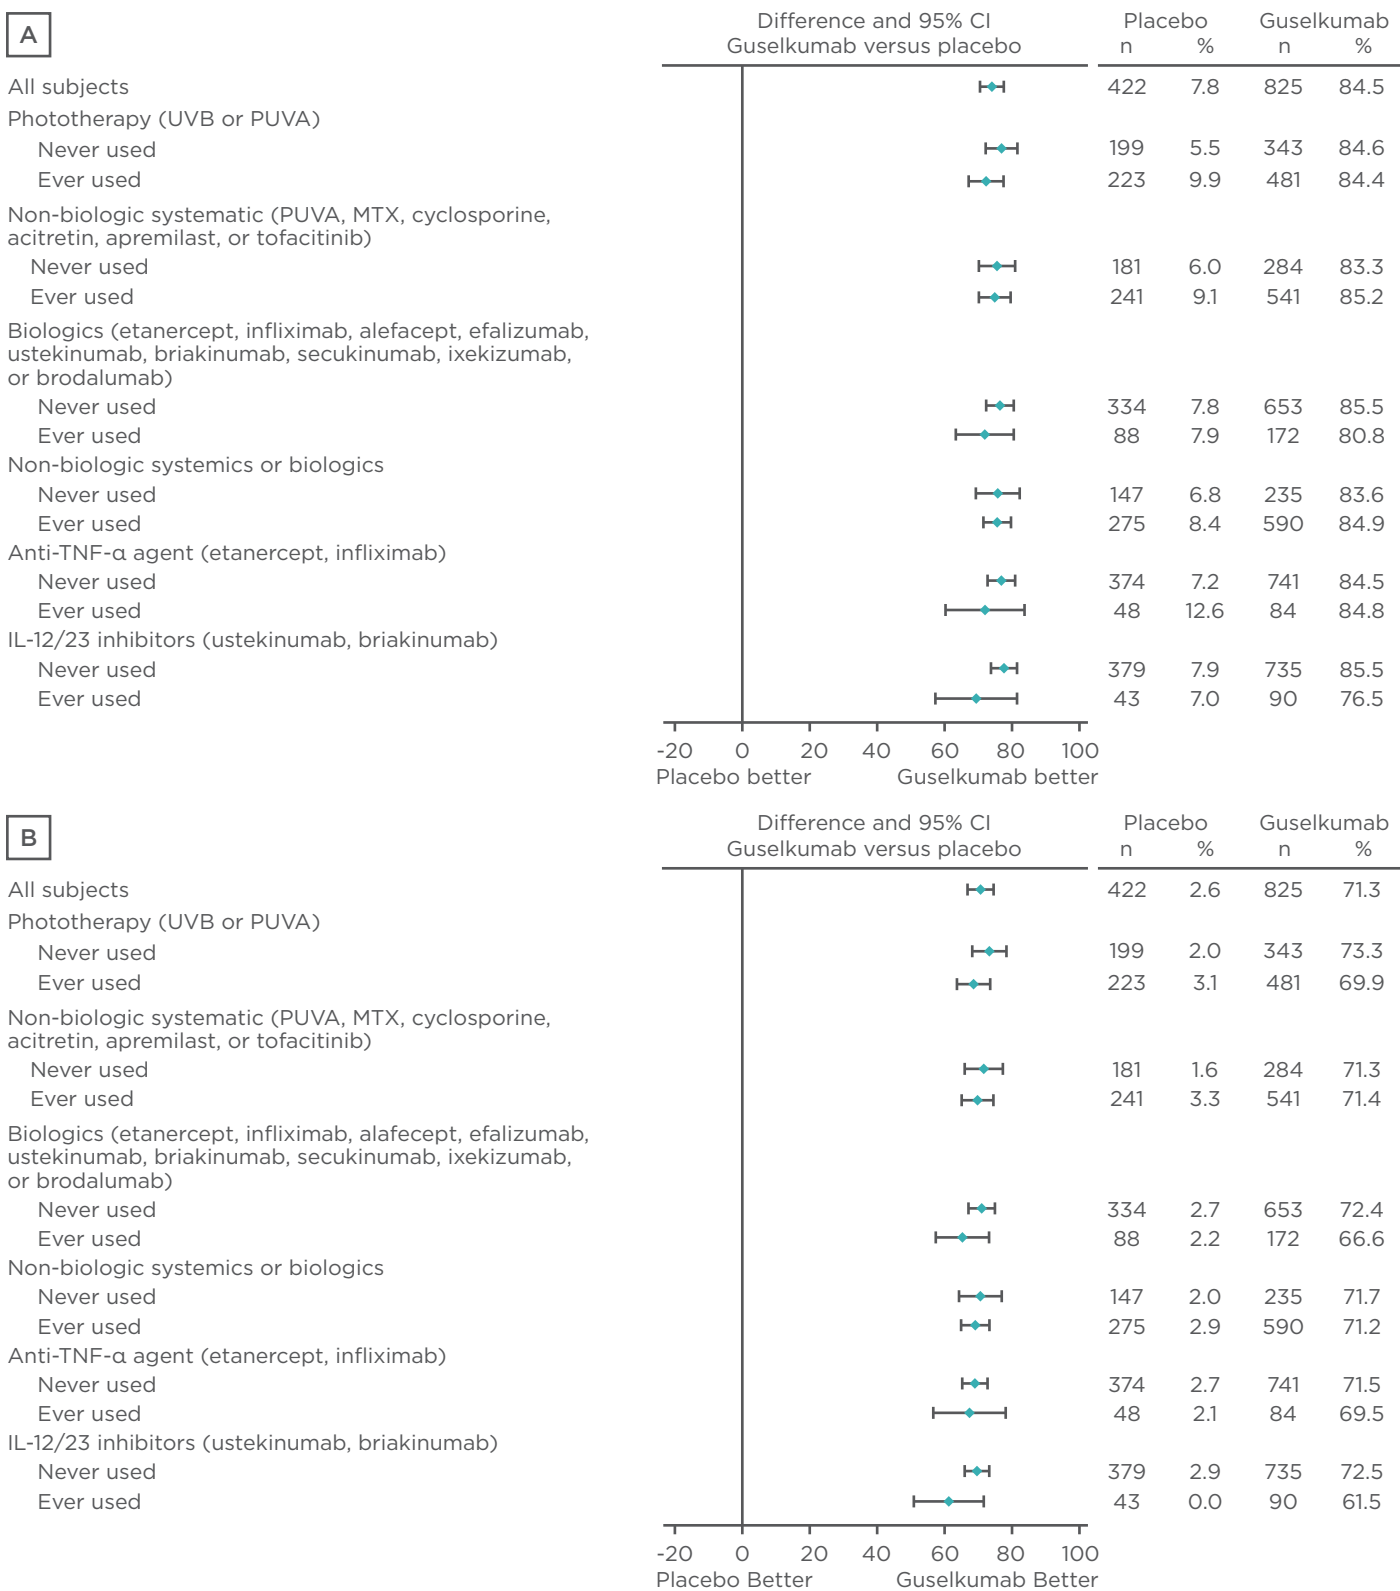 A
Difference and 95% CI Placebo Guselkumab
Guselkumab versus placebo n % n %
All subjects 422 7.8 825 84.5
Phototherapy (UVB or PUVA)
Never used 199 5.5 343 84.6
Ever used 223 9.9 481 84.4
Non-biologic systematic (PUVA, MTX, cyclosporine,
acitretin, apremilast, or tofacitinib)
Never used 181 6.0 284 83.3
Ever used 241 9.1 541 85.2
Biologics (etanercept, infliximab, alefacept, efalizumab,
ustekinumab, briakinumab, secukinumab, ixekizumab,
or brodalumab)
Never used 334 7.8 653 85.5
Ever used 88 7.9 172 80.8
Non-biologic systemics or biologics
Never used 147 6.8 235 83.6
Ever used 275 8.4 590 84.9
Anti-TNF-α agent (etanercept, infliximab)
Never used 374 7.2 741 84.5
Ever used 48 12.6 84 84.8
IL-12/23 inhibitors (ustekinumab, briakinumab)
Never used 379 7.9 735 85.5
Ever used 43 7.0 90 76.5
-20 0 20 40 60 80 100
Placebo better Guselkumab better
B
Difference and 95% CI Placebo Guselkumab
Guselkumab versus placebo n % n %
All subjects 422 2.6 825 71.3
Phototherapy (UVB or PUVA)
Never used 199 2.0 343 73.3
Ever used 223 3.1 481 69.9
Non-biologic systematic (PUVA, MTX, cyclosporine,
acitretin, apremilast, or tofacitinib)
Never used 181 1.6 284 71.3
Ever used 241 3.3 541 71.4
Biologics (etanercept, infliximab, alafecept, efalizumab,
ustekinumab, briakinumab, secukinumab, ixekizumab,
or brodalumab)
Never used 334 2.7 653 72.4
Ever used 88 2.2 172 66.6
Non-biologic systemics or biologics
Never used 147 2.0 235 71.7
Ever used 275 2.9 590 71.2
Anti-TNF-α agent (etanercept, infliximab)
Never used 374 2.7 741 71.5
Ever used 48 2.1 84 69.5
IL-12/23 inhibitors (ustekinumab, briakinumab)
Never used 379 2.9 735 72.5
Ever used 43 0.0 90 61.5
-20 0 20 40 60 80 100
Placebo Better Guselkumab Better